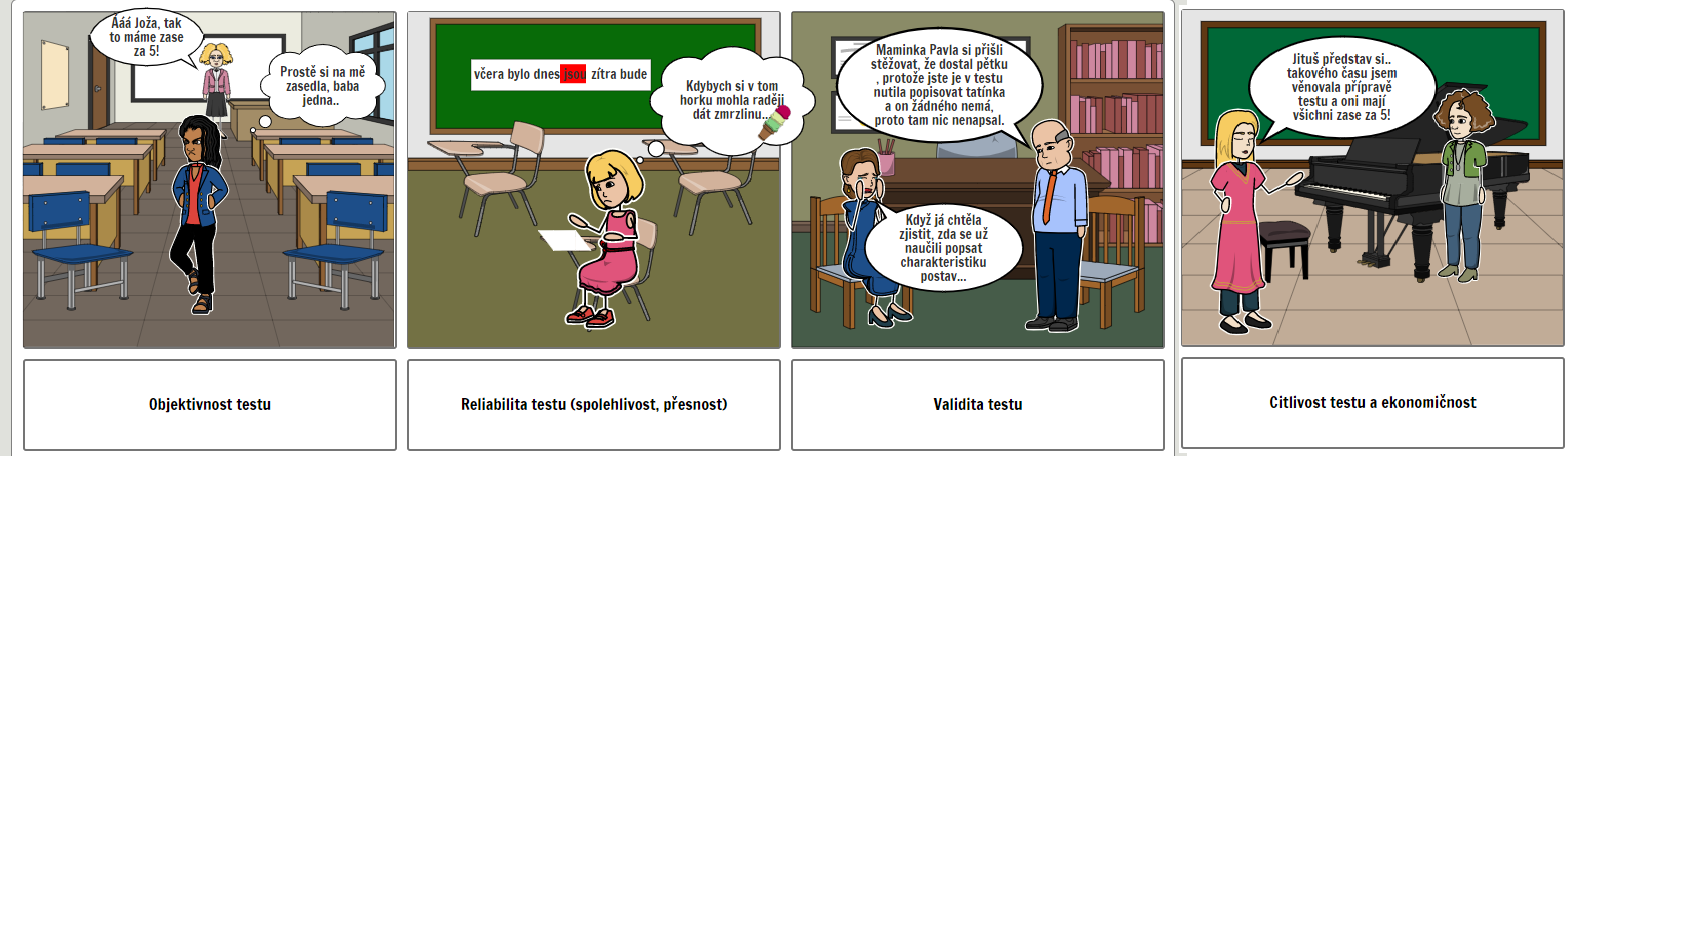 Ááá Joža, tak
to máme zase
za 5!
Prostě si na mě
zasedla, baba
jedna..
Objektivnost testu
včera bylo dnes jsou zítra bude
Kdybych si v tom
horku mohla raději
dát zmrzlinu...
Reliabilita testu (spolehlivost, přesnost)
Maminka Pavla si přišli
stěžovat, že dostal pětku
, protože jste je v testu
nutila popisovat tatínka
a on žádného nemá,
proto tam nic nenapsal.
Když já chtěla
zjistit, zda se už
naučili popsat
charakteristiku
postav...
Validita testu
Jituš představ si..
takového času jsem
věnovala přípravě
testu a oni mají
všichni zase za 5!
Citlivost testu a ekonomičnost